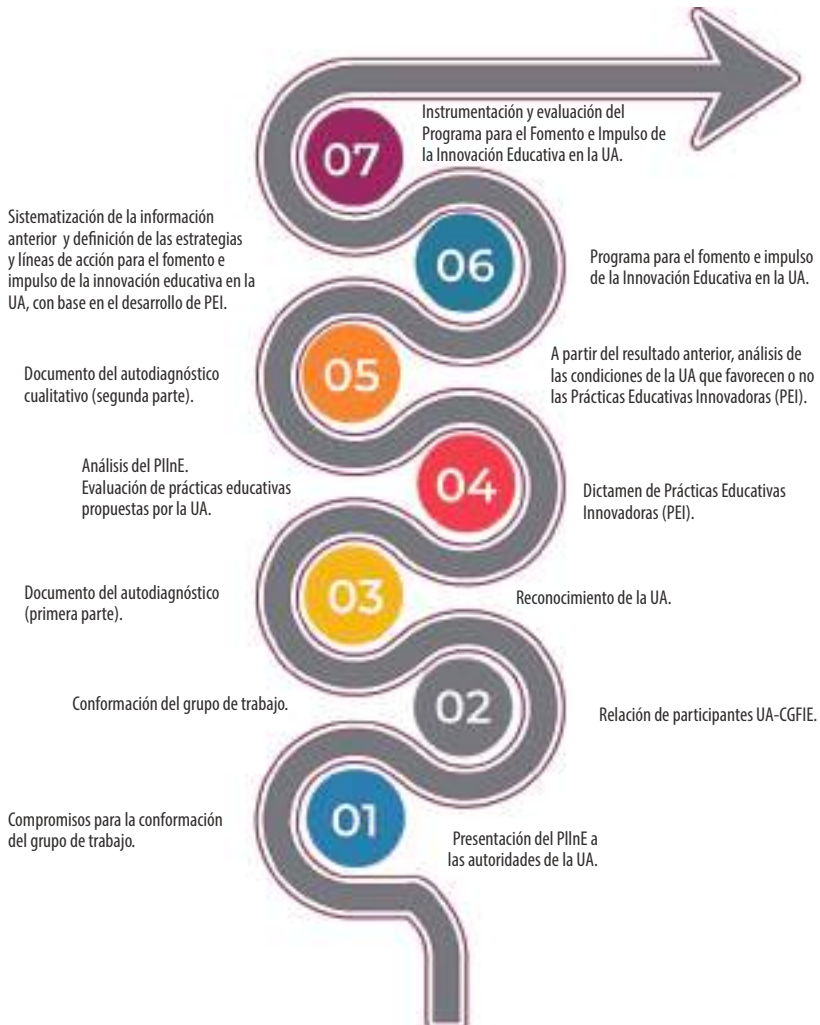 Instrumentación y evaluación del
Programa para el Fomento e Impulso de
la Innovación Educativa en la UA.
07
Sistematización de la información
anterior y definición de las estrategias
y líneas de acción para el fomento e
impulso de la innovación educativa en la
UA, con base en el desarrollo de PEI.
06
Programa para el fomento e impulso
de la Innovación Educativa en la UA.
Documento del autodiagnóstico
cualitativo (segunda parte).
05
A partir del resultado anterior, análisis de
las condiciones de la UA que favorecen o no
las Prácticas Educativas Innovadoras (PEI).
Análisis del PIInE.
Evaluación de prácticas educativas
propuestas por la UA.
04
Dictamen de Prácticas Educativas
Innovadoras (PEI).
Documento del autodiagnóstico
(primera parte).
03
Reconocimiento de la UA.
Conformación del grupo de trabajo.
02
Relación de participantes UA-CGFIE.
Compromisos para la conformación
del grupo de trabajo.
01
Presentación del PIInE a
las autoridades de la UA.